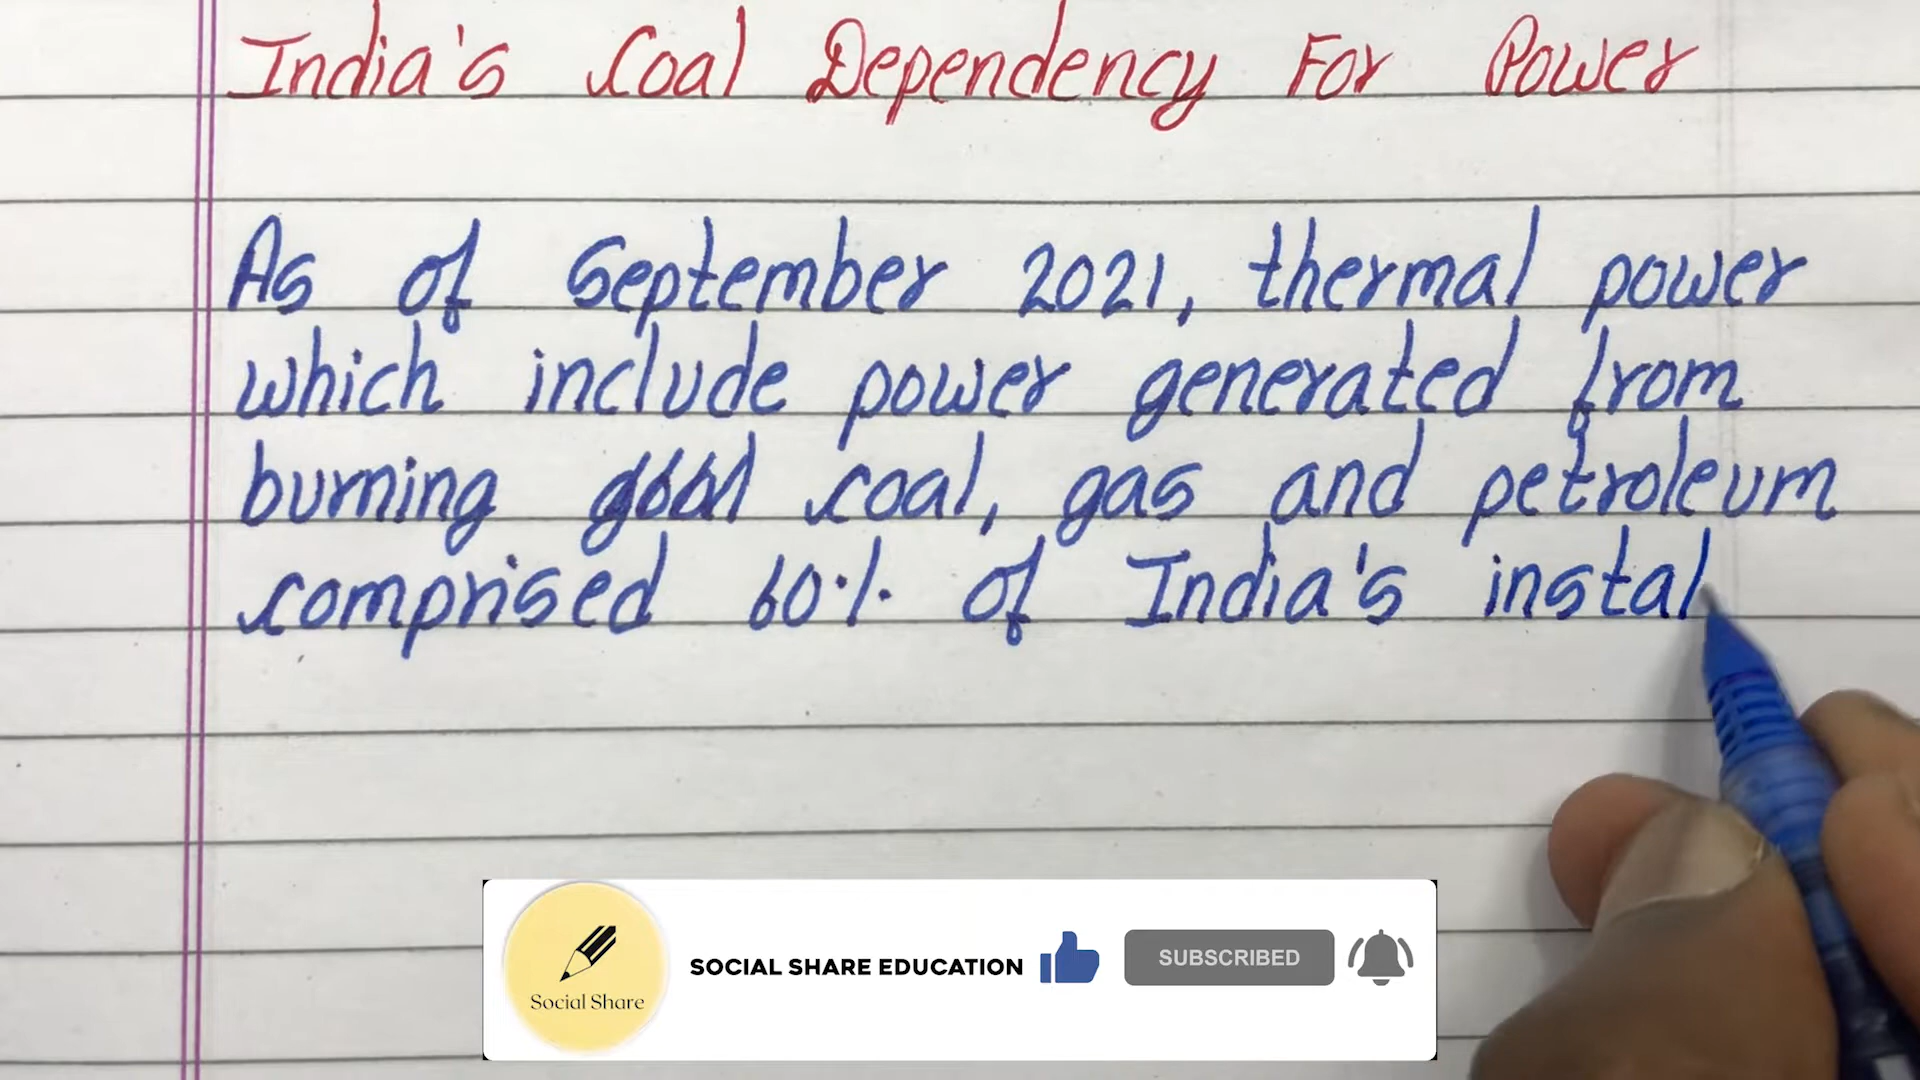 India's Coal Dependency For Power
As of September 2021, thermal power
which include power generated from
burning coal, gas and petroleum
comprised 60% of India's instal
Social Share
SOCIAL SHARE EDUCATION
SUBSCRIBED